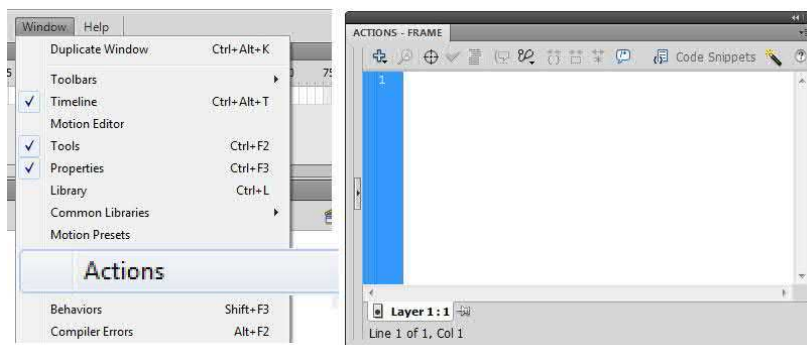 Window Help
Duplicate Window Ctrl+Alt+K
5
Toolbars
75
Timeline Ctrl+Alt+T
Motion Editor
Tools Ctrl+F2
Properties Ctrl+F3
Library Ctrl+L
Common Libraries
Motion Presets
Actions
Behaviors Shift+F3
Compiler Errors Alt+F2
ACTIONS - FRAME
Code Snippets
1
Layer 1:1
Line 1 of 1, Col 1